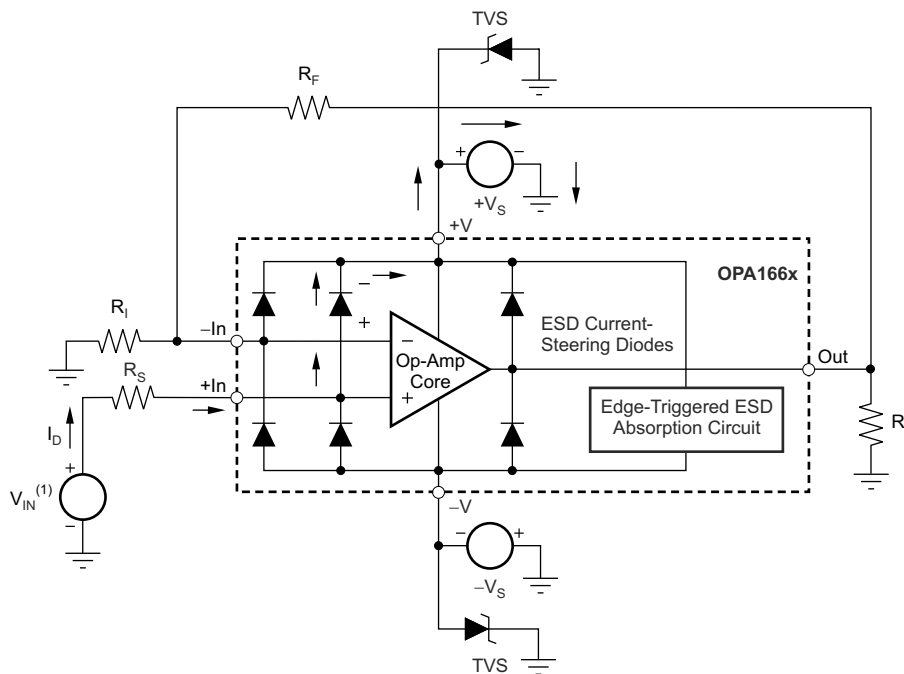 TVS
R_F
+ −
+V_S
+V
OPA166x
−
+
R_I
−In
−
ESD Current-
Steering Diodes
Op-Amp
Core
Out
R_S
+In
+
Edge-Triggered ESD
Absorption Circuit
R
I_D
+
V_IN^(1)
−
−V
− +
−V_S
TVS